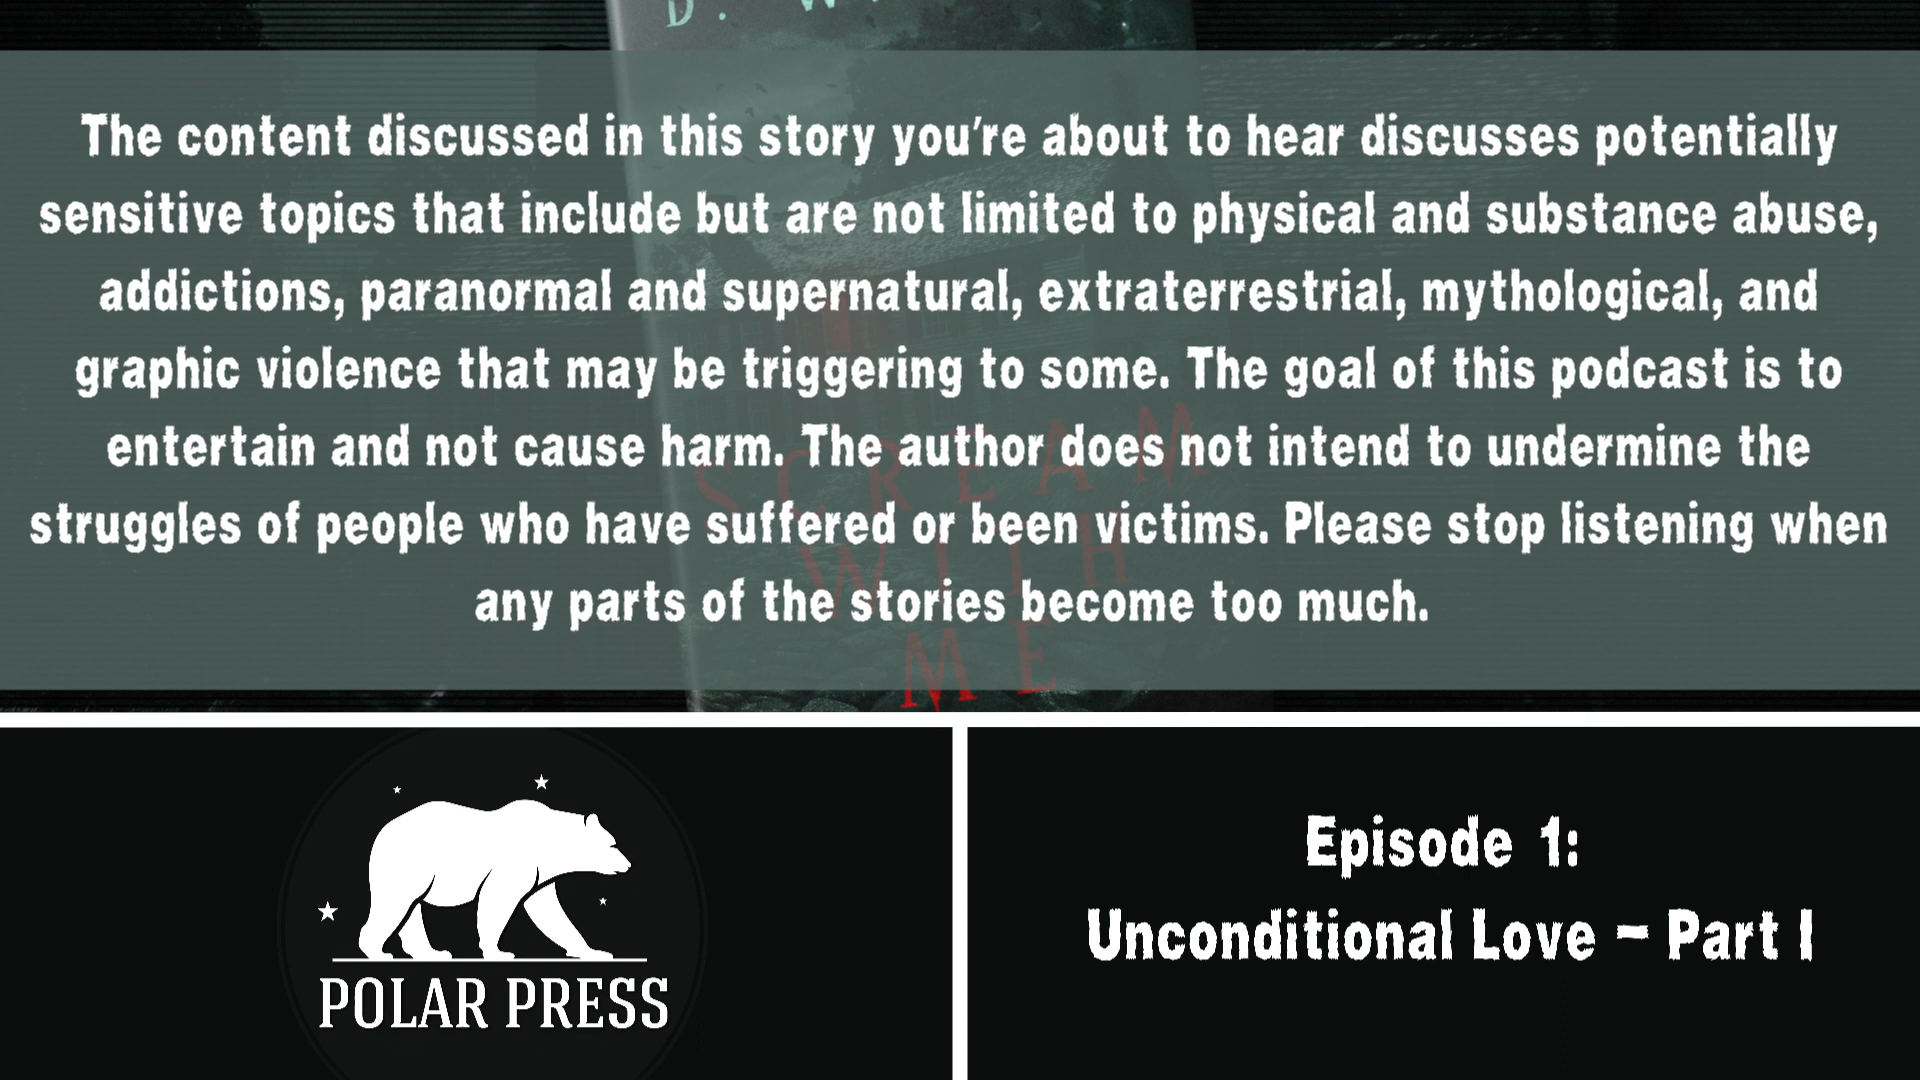 The content discussed in this story you're about to hear discusses potentially
sensitive topics that include but are not limited to physical and substance abuse,
addictions, paranormal and supernatural, extraterrestrial, mythological, and
graphic violence that may be triggering to some. The goal of this podcast is to
entertain and not cause harm. The author does not intend to undermine the
struggles of people who have suffered or been victims. Please stop listening when
any parts of the stories become too much.
SCREAM
WITH
ME
POLAR PRESS
Episode 1:
Unconditional Love - Part I